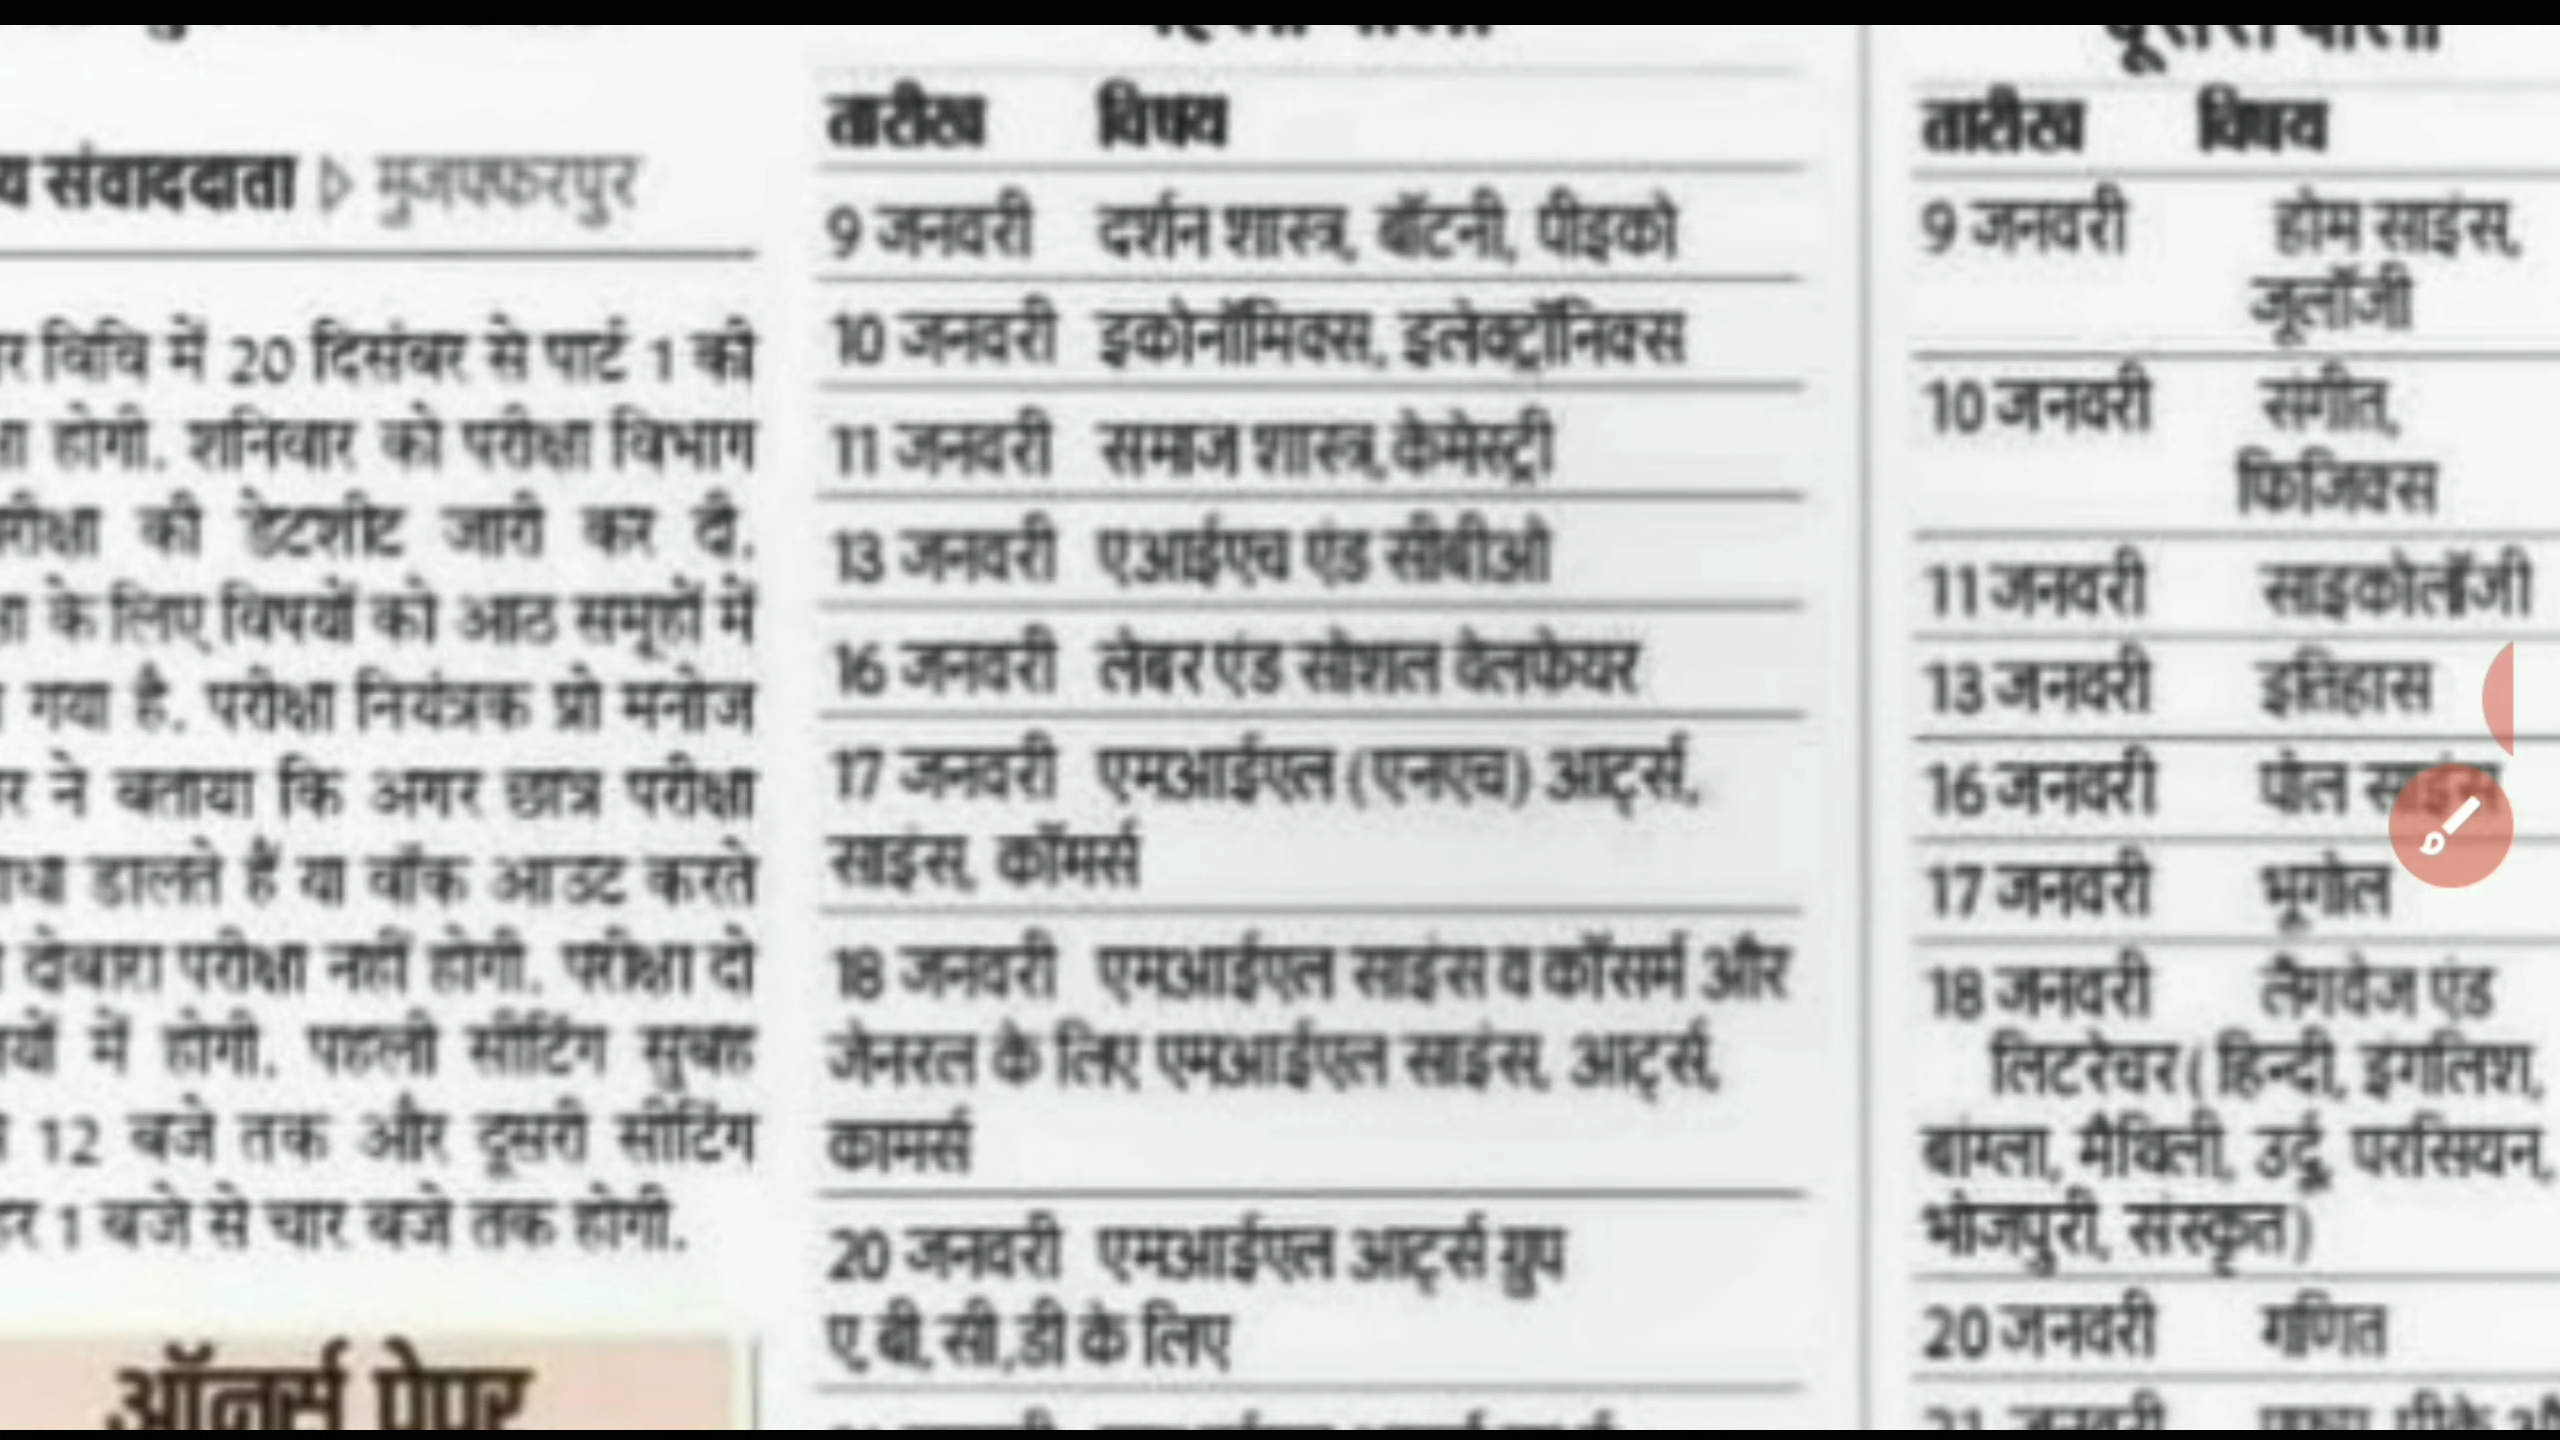 संवाददाता ▷ मुजफ्फरपुर
विवि में 20 दिसंबर से पार्ट 1 की
होगी. शनिवार को परीक्षा विभाग
की डेटशीट जारी कर दी.
के लिए विषयों को आठ समूहों में
गया है. परीक्षा नियंत्रक प्रो मनोज
ने बताया कि अगर छात्र परीक्षा
डालते हैं या वॉक आउट करते
दोबारा परीक्षा नहीं होगी. परीक्षा दो
में होगी. पहली सीटिंग सुबह
12 बजे तक और दूसरी सीटिंग
1 बजे से चार बजे तक होगी.
ऑनर्स पेपर
तारीख विषय
9 जनवरी दर्शन शास्त्र, बॉटनी, पीइको
10 जनवरी इकोनॉमिक्स, इलेक्ट्रॉनिक्स
11 जनवरी समाज शास्त्र,केमेस्ट्री
13 जनवरी एआईएच एंड सीबीओ
16 जनवरी लेबर एंड सोशल वेलफेयर
17 जनवरी एमआईएल (एनएच) आर्ट्स,
साइंस, कॉमर्स
18 जनवरी एमआईएल साइंस व कॉसर्म और
जेनरल के लिए एमआईएल साइंस, आर्ट्स,
कामर्स
20 जनवरी एमआईएल आर्ट्स ग्रुप
ए,बी,सी,डी के लिए
दूसरी पाली
तारीख विषय
9 जनवरी होम साइंस,
जूलॉजी
10 जनवरी संगीत,
फिजिक्स
11 जनवरी साइकोलॉजी
13 जनवरी इतिहास
16 जनवरी पोल साइंस
17 जनवरी भूगोल
18 जनवरी लैंगवेज एंड
लिटरेचर( हिन्दी, इंगलिश,
बांग्ला, मैथिली, उर्दू, परसियन,
भोजपुरी, संस्कृत)
20 जनवरी गणित
21 जनवरी